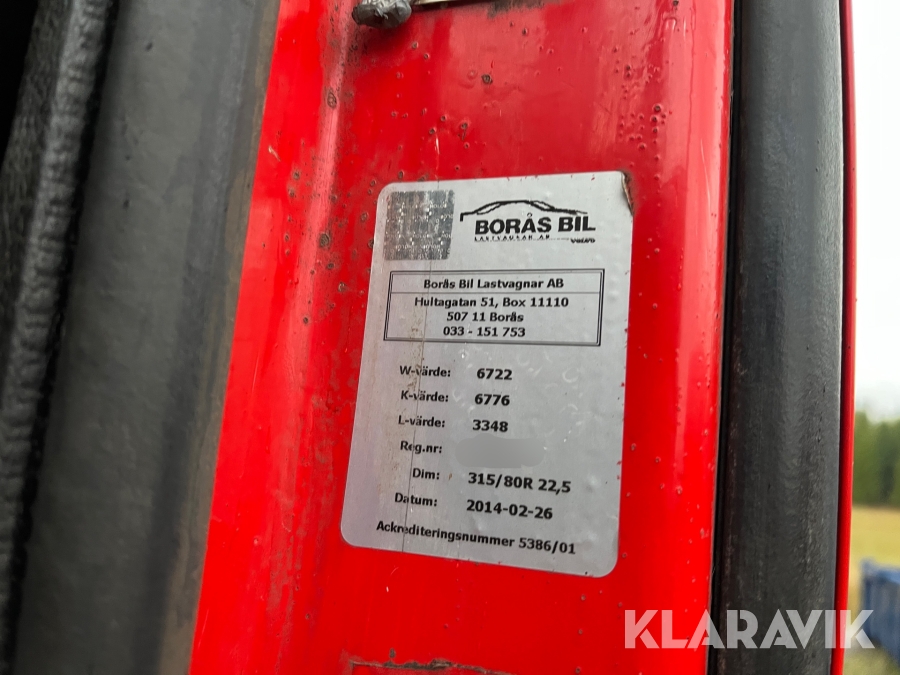 BORÅS BIL
LASTVAGNAR AB VOLVO
Borås Bil Lastvagnar AB
Hultagatan 51, Box 11110
507 11 Borås
033 - 151 753
W-värde: 6722
K-värde: 6776
L-värde: 3348
Reg.nr:
Dim: 315/80R 22,5
Datum: 2014-02-26
Ackrediteringsnummer 5386/01
KLARAVIK